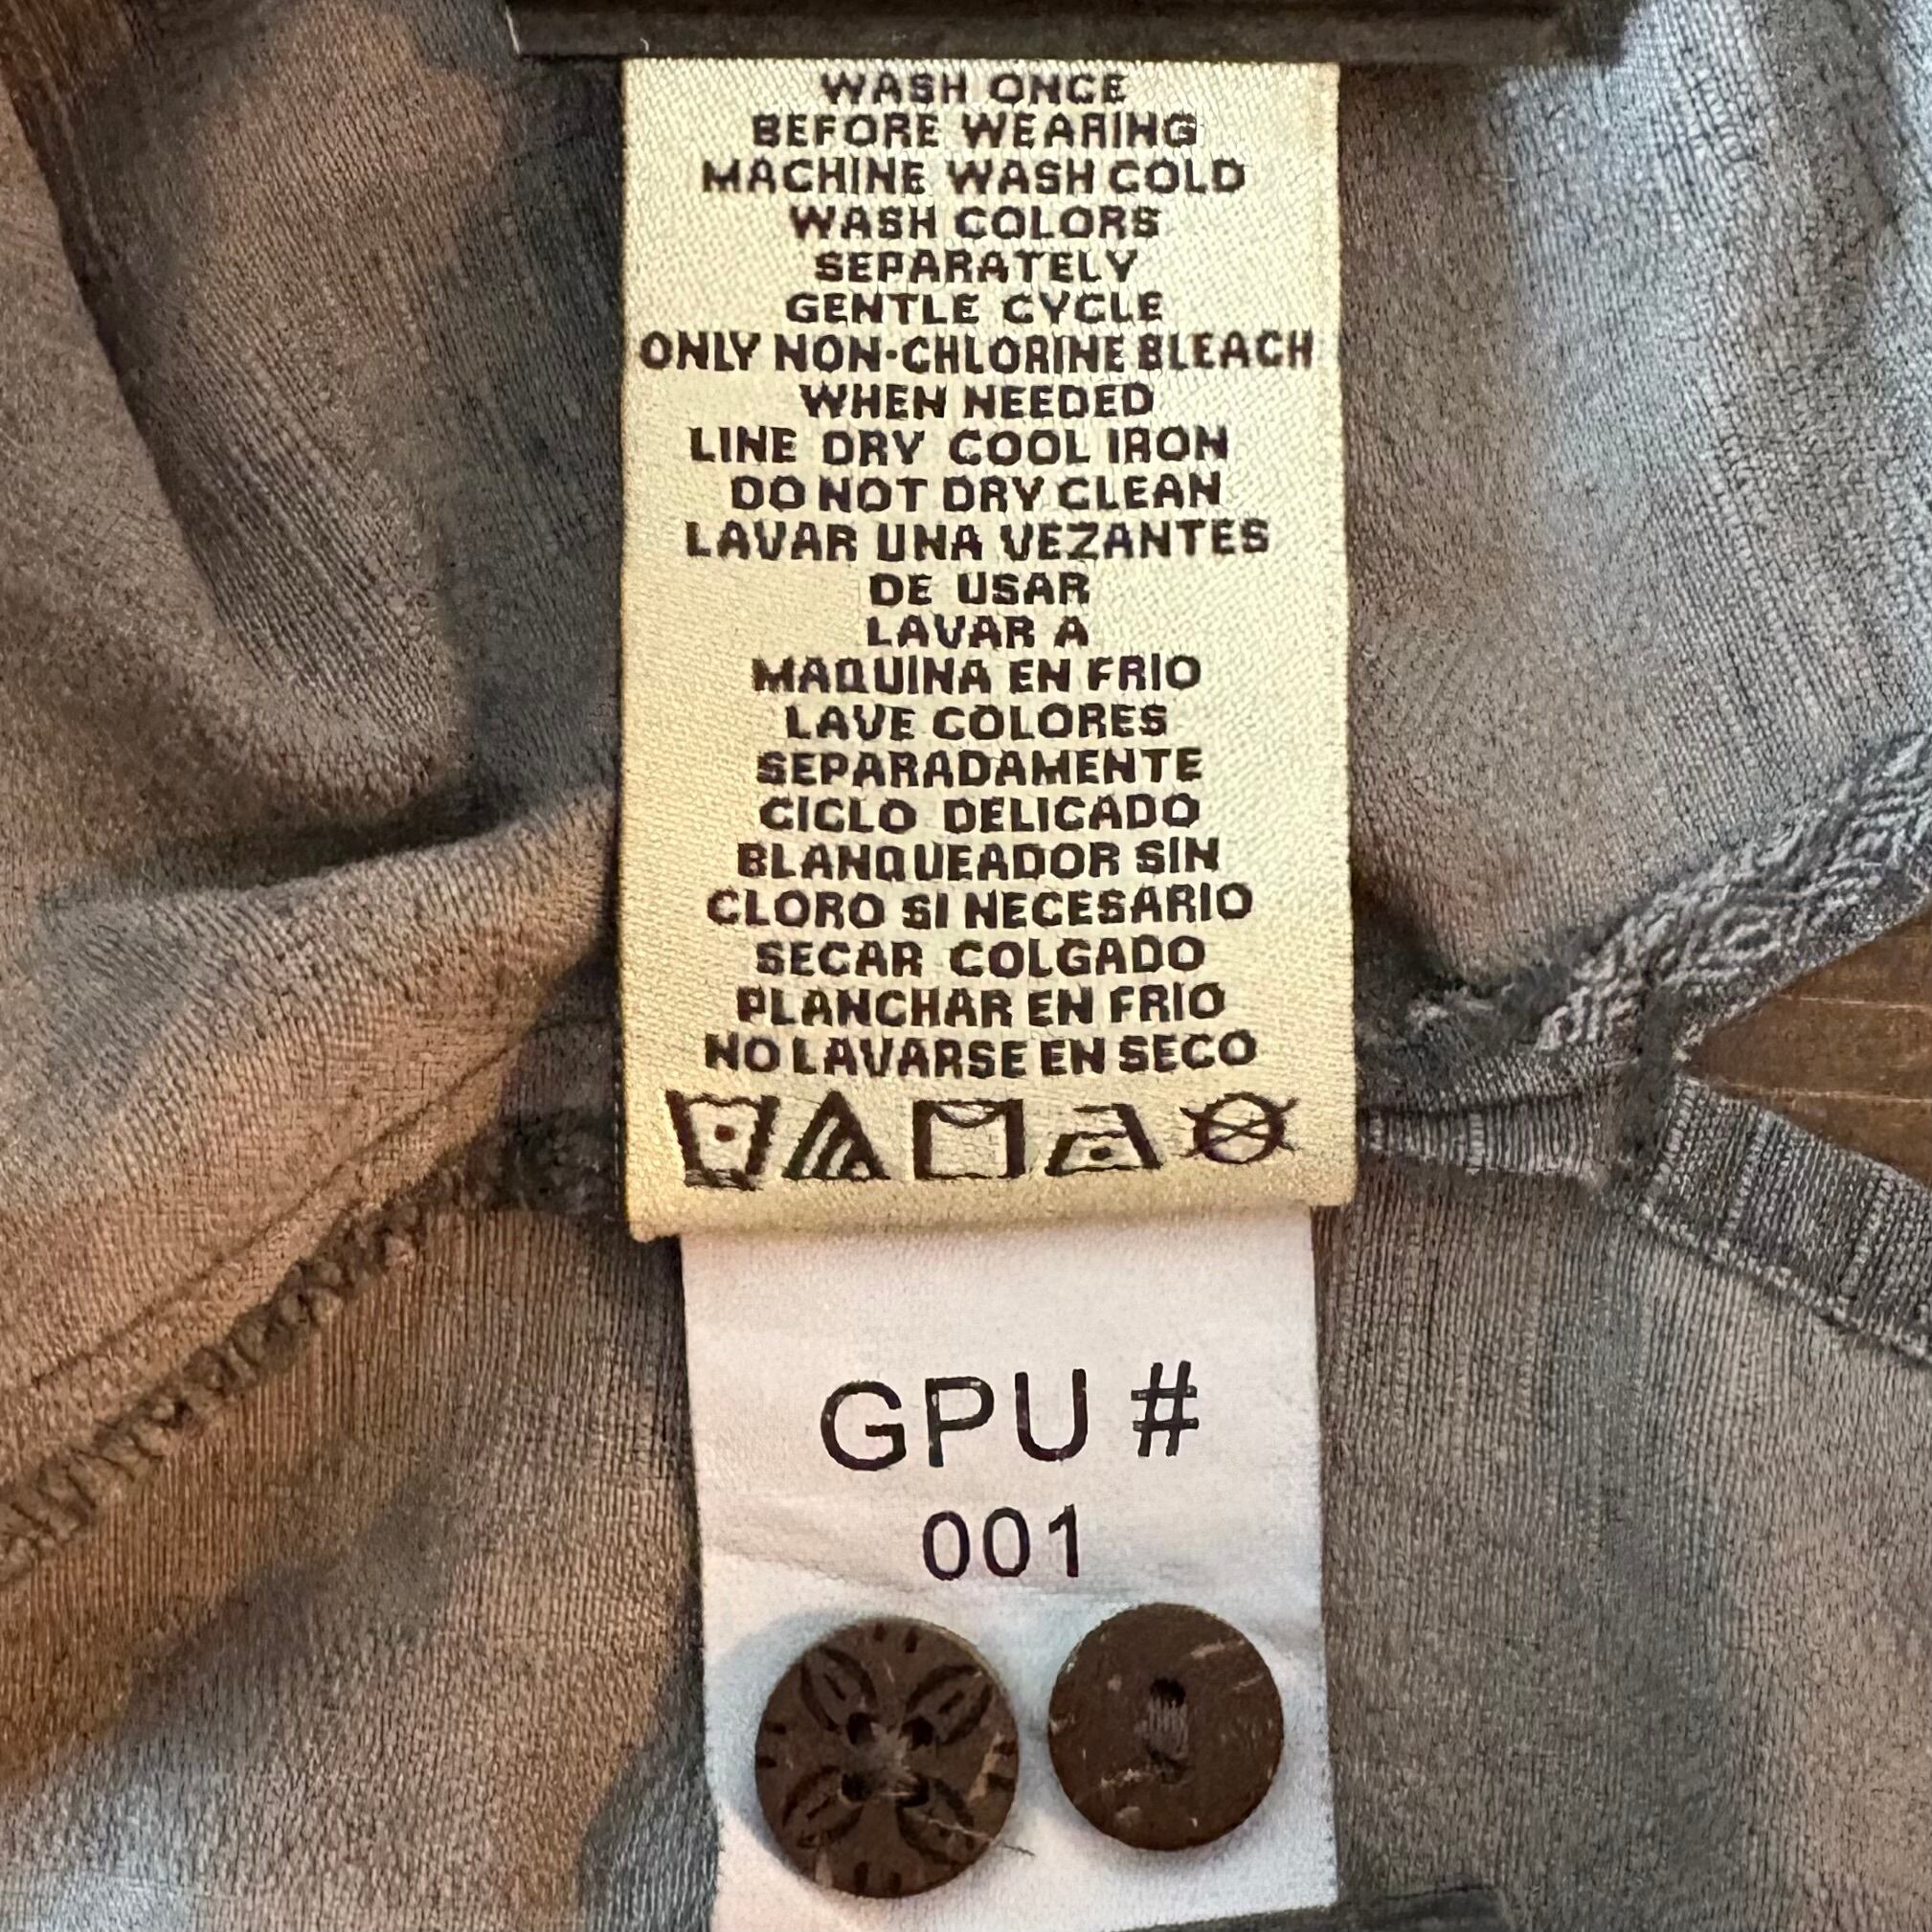 WASH ONCE
BEFORE WEARING
MACHINE WASH COLD
WASH COLORS
SEPARATELY
GENTLE CYCLE
ONLY NON-CHLORINE BLEACH
WHEN NEEDED
LINE DRY COOL IRON
DO NOT DRY CLEAN
LAVAR UNA VEZ ANTES
DE USAR
LAVAR A
MAQUINA EN FRIO
LAVE COLORES
SEPARADAMENTE
CICLO DELICADO
BLANQUEADOR SIN
CLORO SI NECESARIO
SECAR COLGADO
PLANCHAR EN FRIO
NO LAVARSE EN SECO
GPU #
001